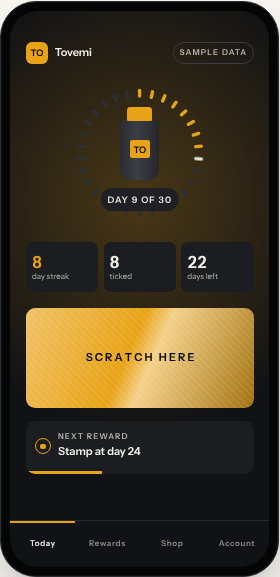 TO Tovemi SAMPLE DATA
TO
DAY 9 OF 30
8 8 22
day streak ticked days left
SCRATCH HERE
NEXT REWARD
Stamp at day 24
Today Rewards Shop Account